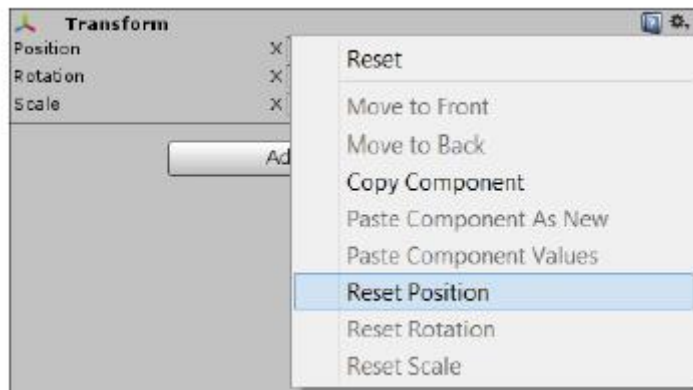 Transform
Position X
Rotation X
Scale X
Ad
Reset
Move to Front
Move to Back
Copy Component
Paste Component As New
Paste Component Values
Reset Position
Reset Rotation
Reset Scale